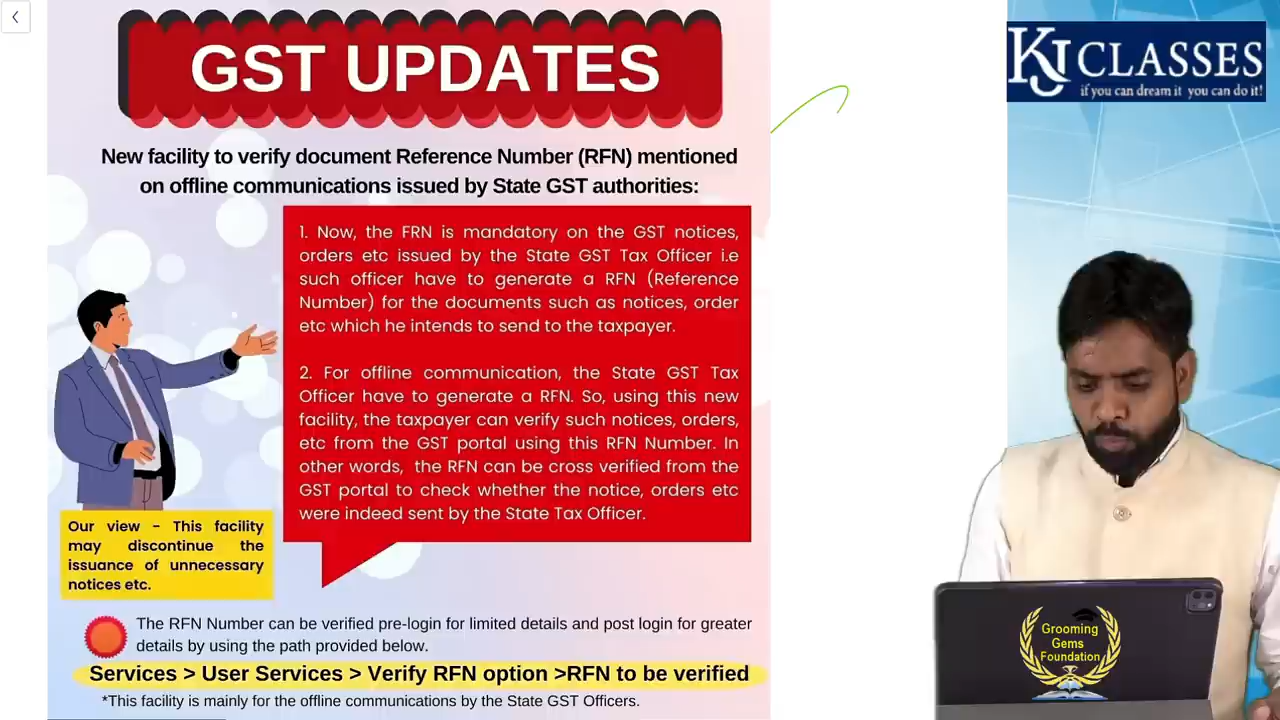 GST UPDATES
New facility to verify document Reference Number (RFN) mentioned
on offline communications issued by State GST authorities:
1. Now, the FRN is mandatory on the GST notices,
orders etc issued by the State GST Tax Officer i.e
such officer have to generate a RFN (Reference
Number) for the documents such as notices, order
etc which he intends to send to the taxpayer.
2. For offline communication, the State GST Tax
Officer have to generate a RFN. So, using this new
facility, the taxpayer can verify such notices, orders,
etc from the GST portal using this RFN Number. In
other words, the RFN can be cross verified from the
GST portal to check whether the notice, orders etc
were indeed sent by the State Tax Officer.
Our view - This facility
may discontinue the
issuance of unnecessary
notices etc.
The RFN Number can be verified pre-login for limited details and post login for greater
details by using the path provided below.
Services > User Services > Verify RFN option >RFN to be verified
*This facility is mainly for the offline communications by the State GST Officers.
KJ CLASSES
if you can dream it you can do it!
Grooming
Gems
Foundation